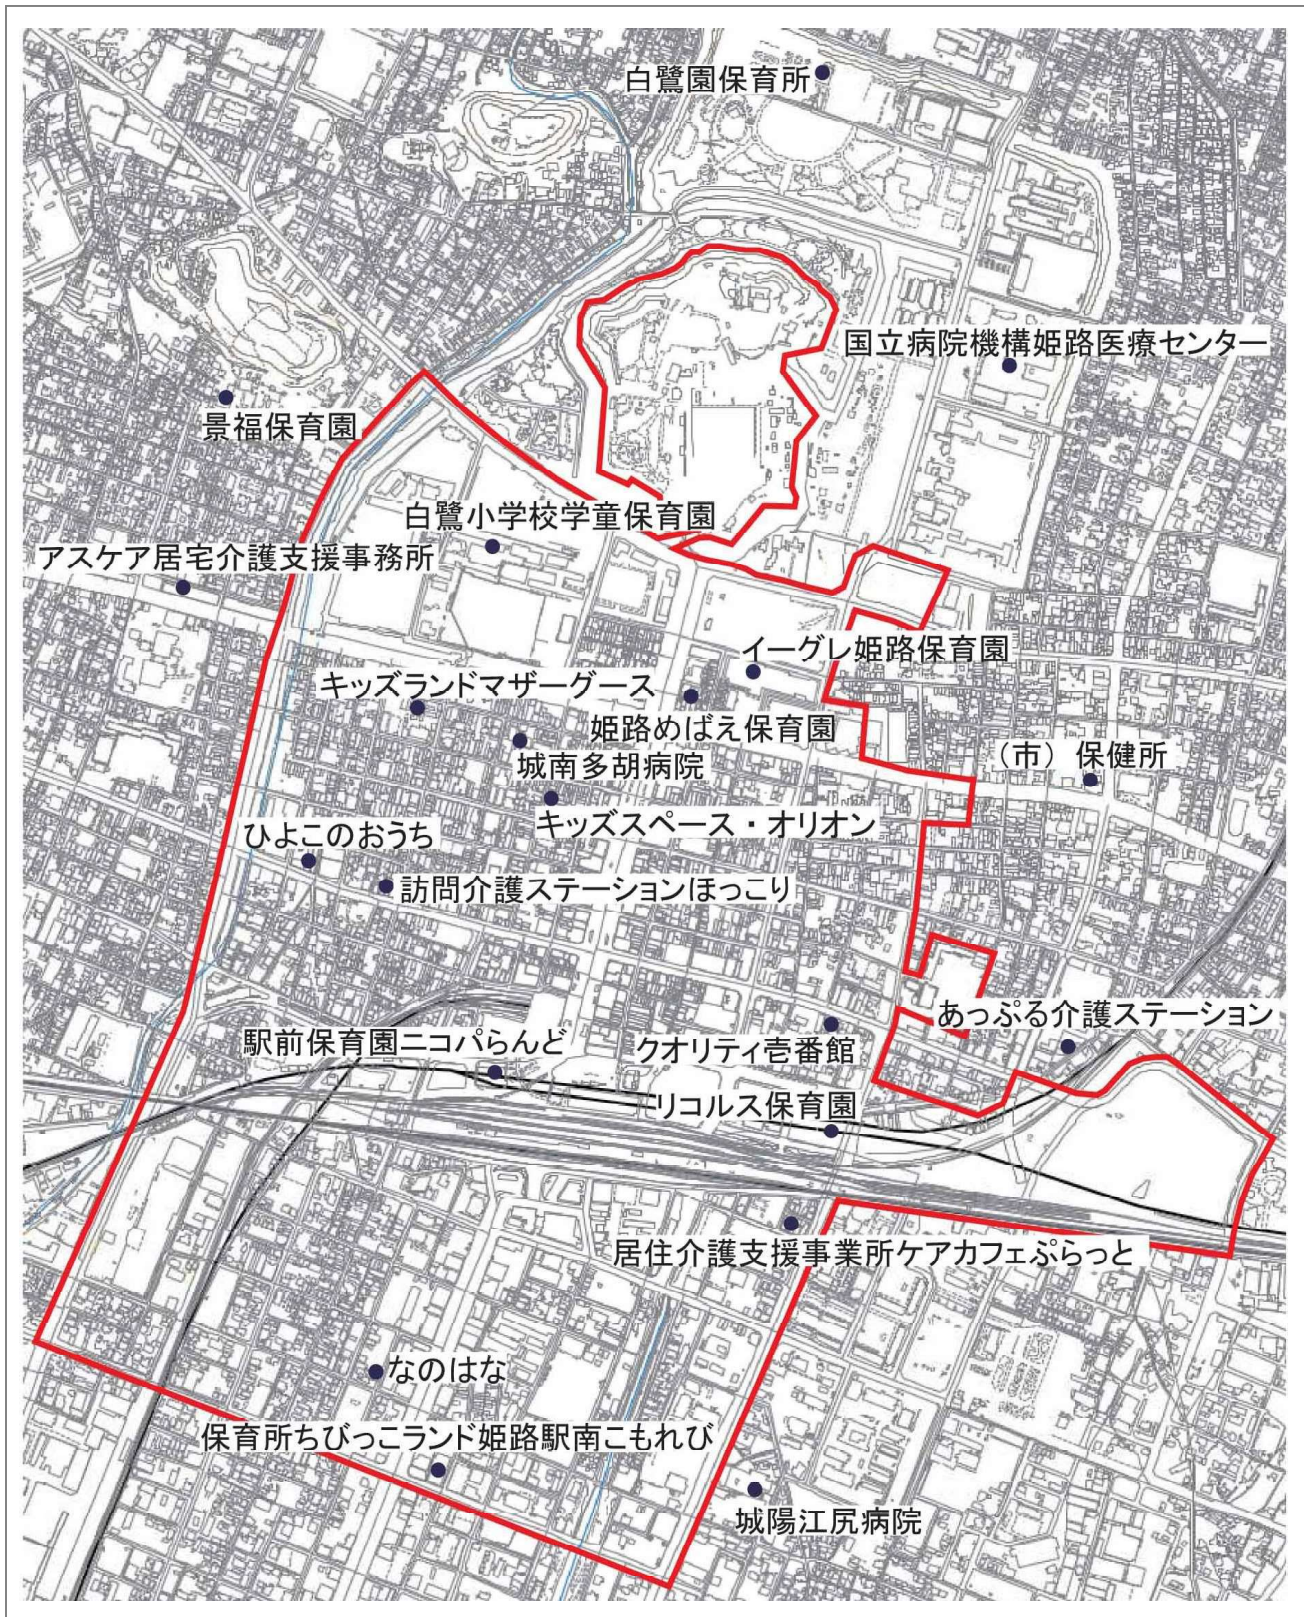 白鷺園保育所
国立病院機構姫路医療センター
景福保育園
白鷺小学校学童保育園
アスケア居宅介護支援事務所
イーグレ姫路保育園
キッズランドマザーグース
姫路めばえ保育園
城南多胡病院
（市）保健所
キッズスペース・オリオン
ひよこのおうち
訪問介護ステーションほっこり
あっぷる介護ステーション
駅前保育園ニコパらんど
クオリティ壱番館
リコルス保育園
居住介護支援事業所ケアカフェぷらっと
なのはな
保育所ちびっこランド姫路駅南こもれび
城陽江尻病院